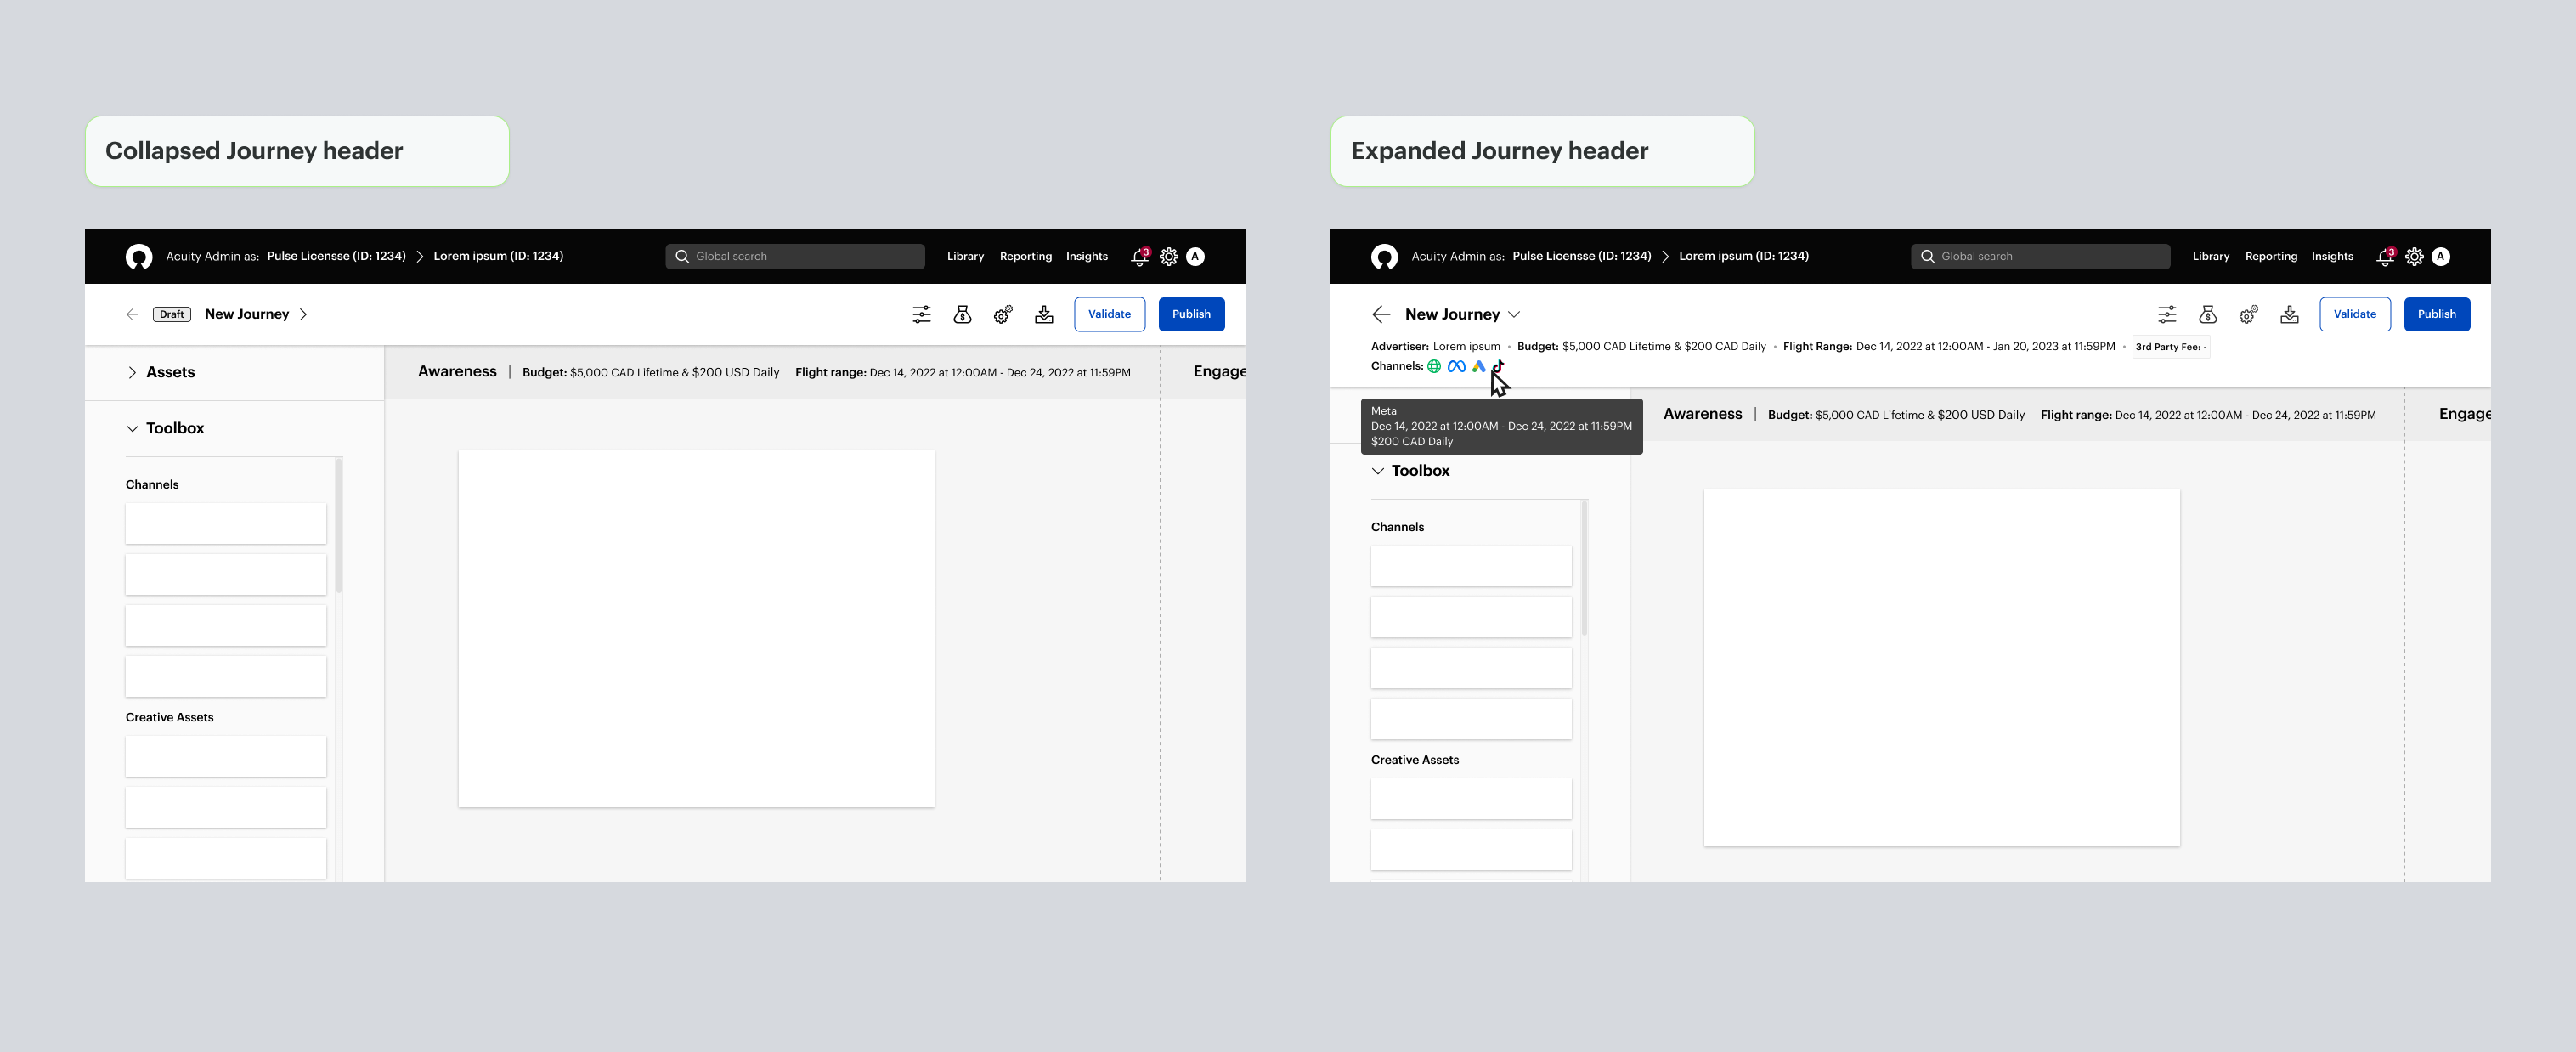 Collapsed Journey header
Acuity Admin as: Pulse Licensse (ID: 1234) Lorem ipsum (ID: 1234) Global search Library Reporting Insights 3 A
Draft New Journey Validate Publish
Assets
Awareness | Budget: $5,000 CAD Lifetime & $200 USD Daily Flight range: Dec 14, 2022 at 12:00AM - Dec 24, 2022 at 11:59PM Engage
Toolbox
Channels
Creative Assets
Expanded Journey header
Acuity Admin as: Pulse Licensse (ID: 1234) Lorem ipsum (ID: 1234) Global search Library Reporting Insights 3 A
New Journey Validate Publish
Advertiser: Lorem ipsum • Budget: $5,000 CAD Lifetime & $200 CAD Daily • Flight Range: Dec 14, 2022 at 12:00AM - Jan 20, 2023 at 11:59PM • 3rd Party Fee: -
Channels:
Meta
Dec 14, 2022 at 12:00AM - Dec 24, 2022 at 11:59PM
$200 CAD Daily
Awareness | Budget: $5,000 CAD Lifetime & $200 USD Daily Flight range: Dec 14, 2022 at 12:00AM - Dec 24, 2022 at 11:59PM Engage
Toolbox
Channels
Creative Assets